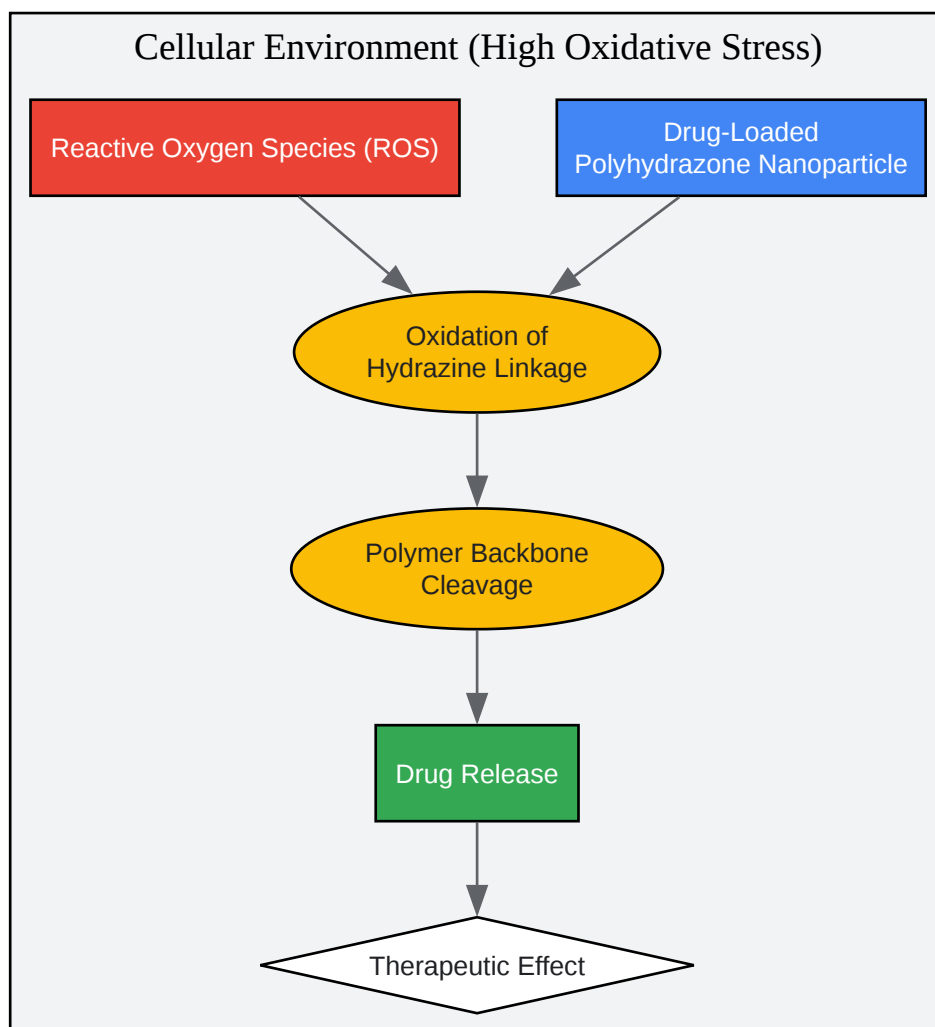 Cellular Environment (High Oxidative Stress)
Reactive Oxygen Species (ROS)
Drug-Loaded
Polyhydrazone Nanoparticle
Oxidation of
Hydrazine Linkage
Polymer Backbone
Cleavage
Drug Release
Therapeutic Effect